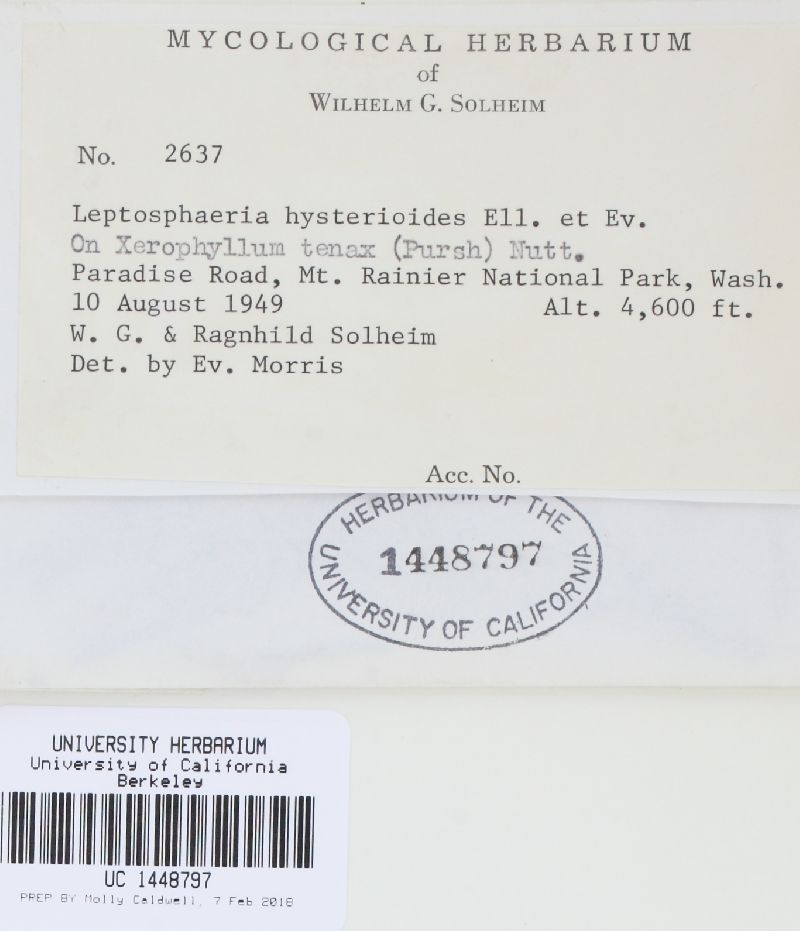 MYCOLOGICAL HERBARIUM
of
WILHELM G. SOLHEIM
No. 2637
Leptosphaeria hysterioides Ell. et Ev.
On Xerophyllum tenax (Pursh) Nutt.
Paradise Road, Mt. Rainier National Park, Wash.
10 August 1949 Alt. 4,600 ft.
W. G. & Ragnhild Solheim
Det. by Ev. Morris
Acc. No.
HERBARIUM OF THE
1448797
UNIVERSITY OF CALIFORNIA
UNIVERSITY HERBARIUM
University of California
Berkeley
UC 1448797
PREP BY Molly Caldwell, 7 Feb 2018